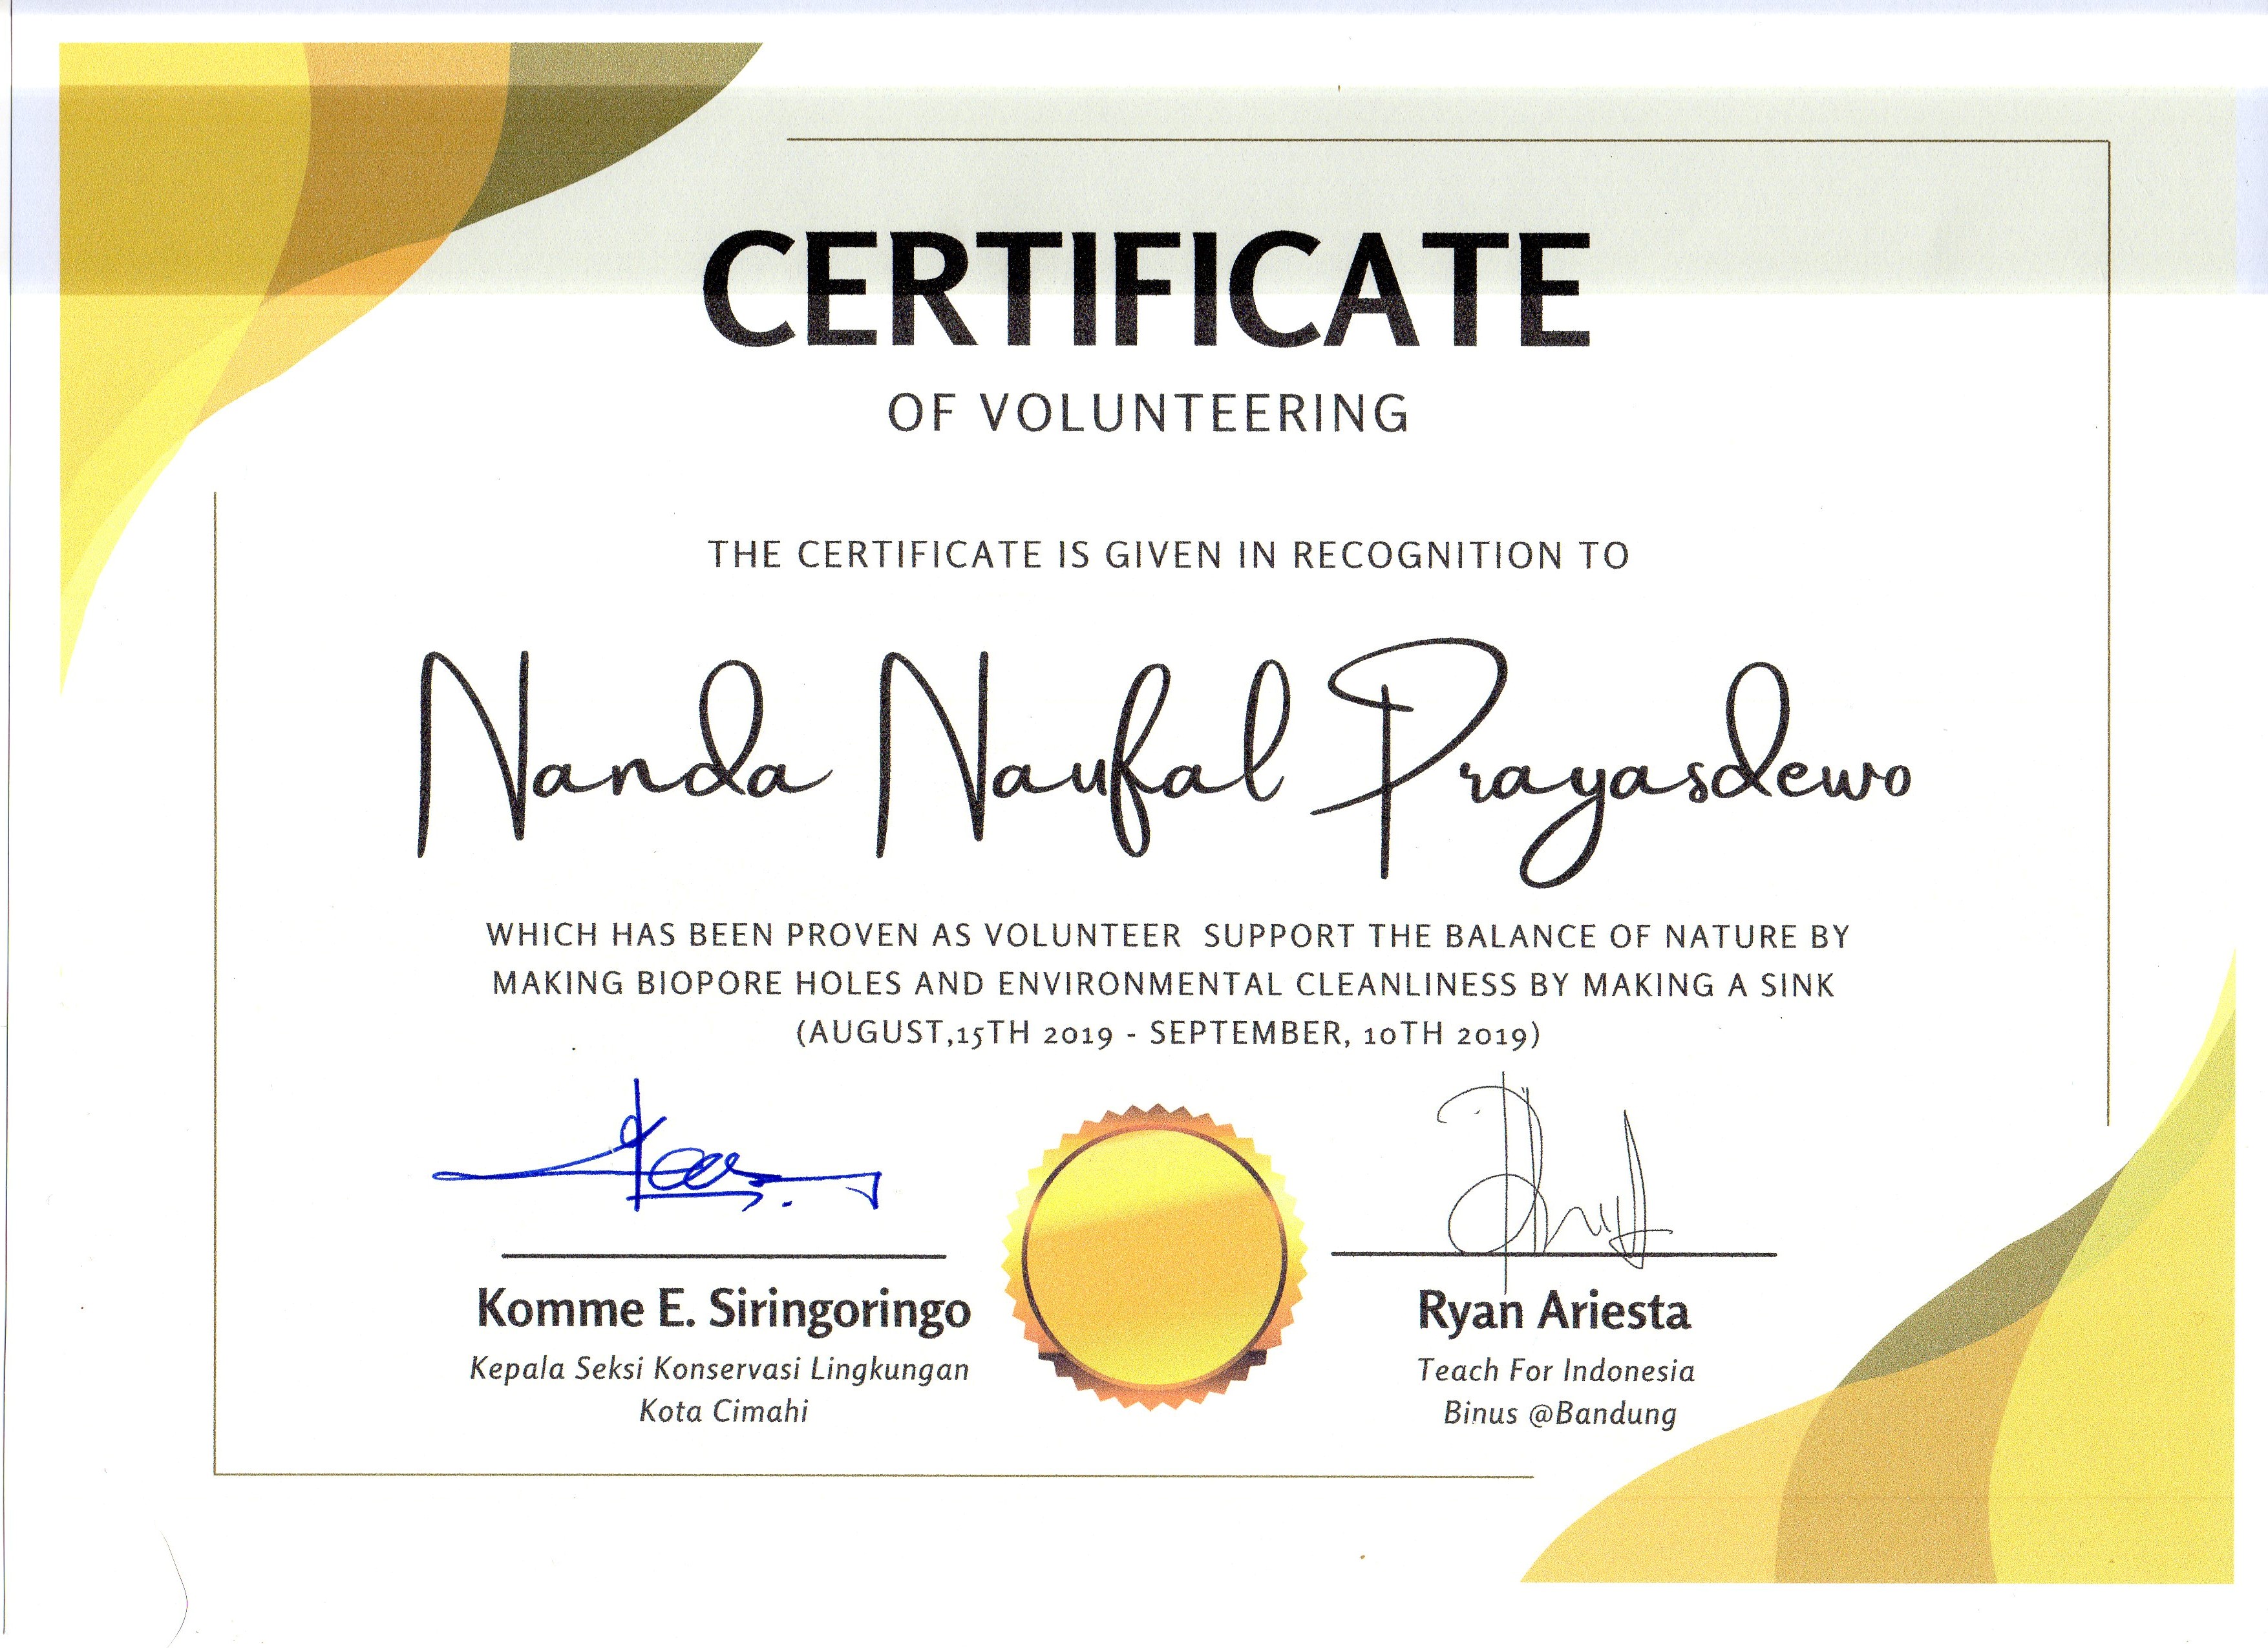 CERTIFICATE
OF VOLUNTEERING
THE CERTIFICATE IS GIVEN IN RECOGNITION TO
Nanda Naufal Prayasdewo
WHICH HAS BEEN PROVEN AS VOLUNTEER SUPPORT THE BALANCE OF NATURE BY
MAKING BIOPORE HOLES AND ENVIRONMENTAL CLEANLINESS BY MAKING A SINK
(AUGUST,15TH 2019 - SEPTEMBER, 10TH 2019)
Komme E. Siringoringo
Kepala Seksi Konservasi Lingkungan
Kota Cimahi
Ryan Ariesta
Teach For Indonesia
Binus @Bandung